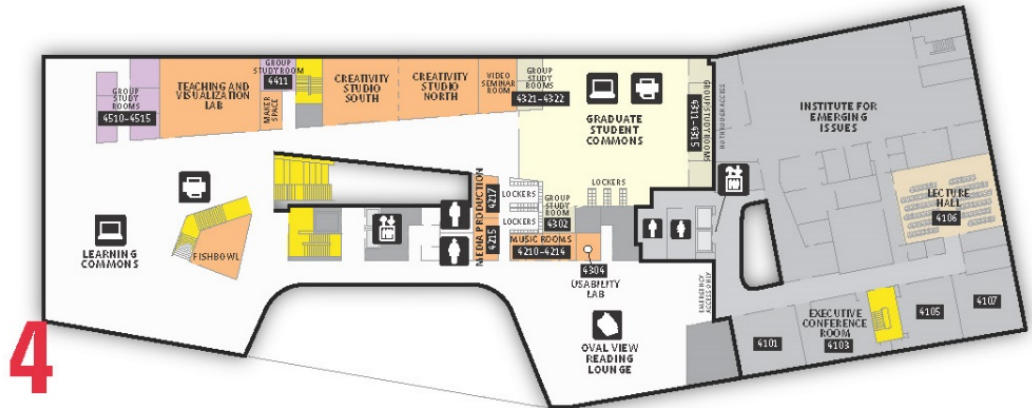 GROUP
STUDY
ROOMS
4510-4515
TEACHING AND
VISUALIZATION
LAB
GROUP
STUDY ROOM
4411
MAKER
SPACE
CREATIVITY
STUDIO
SOUTH
CREATIVITY
STUDIO
NORTH
VIDEO
SEMINAR
ROOM
GROUP
STUDY
ROOMS
4321-4322
GRADUATE
STUDENT
COMMONS
GROUP STUDY ROOMS
4311-4315
NO THROUGH ACCESS
INSTITUTE FOR
EMERGING
ISSUES
LECTURE
HALL
4106
LEARNING
COMMONS
FISHBOWL
MEDIA PRODUCTION
4217
4215
LOCKERS
LOCKERS
GROUP
STUDY
ROOM
4302
LOCKERS
MUSIC ROOMS
4210-4214
4304
USABILITY
LAB
EMERGENCY
ACCESS ONLY
OVAL VIEW
READING
LOUNGE
4101
EXECUTIVE
CONFERENCE
ROOM
4103
4105
4107
4